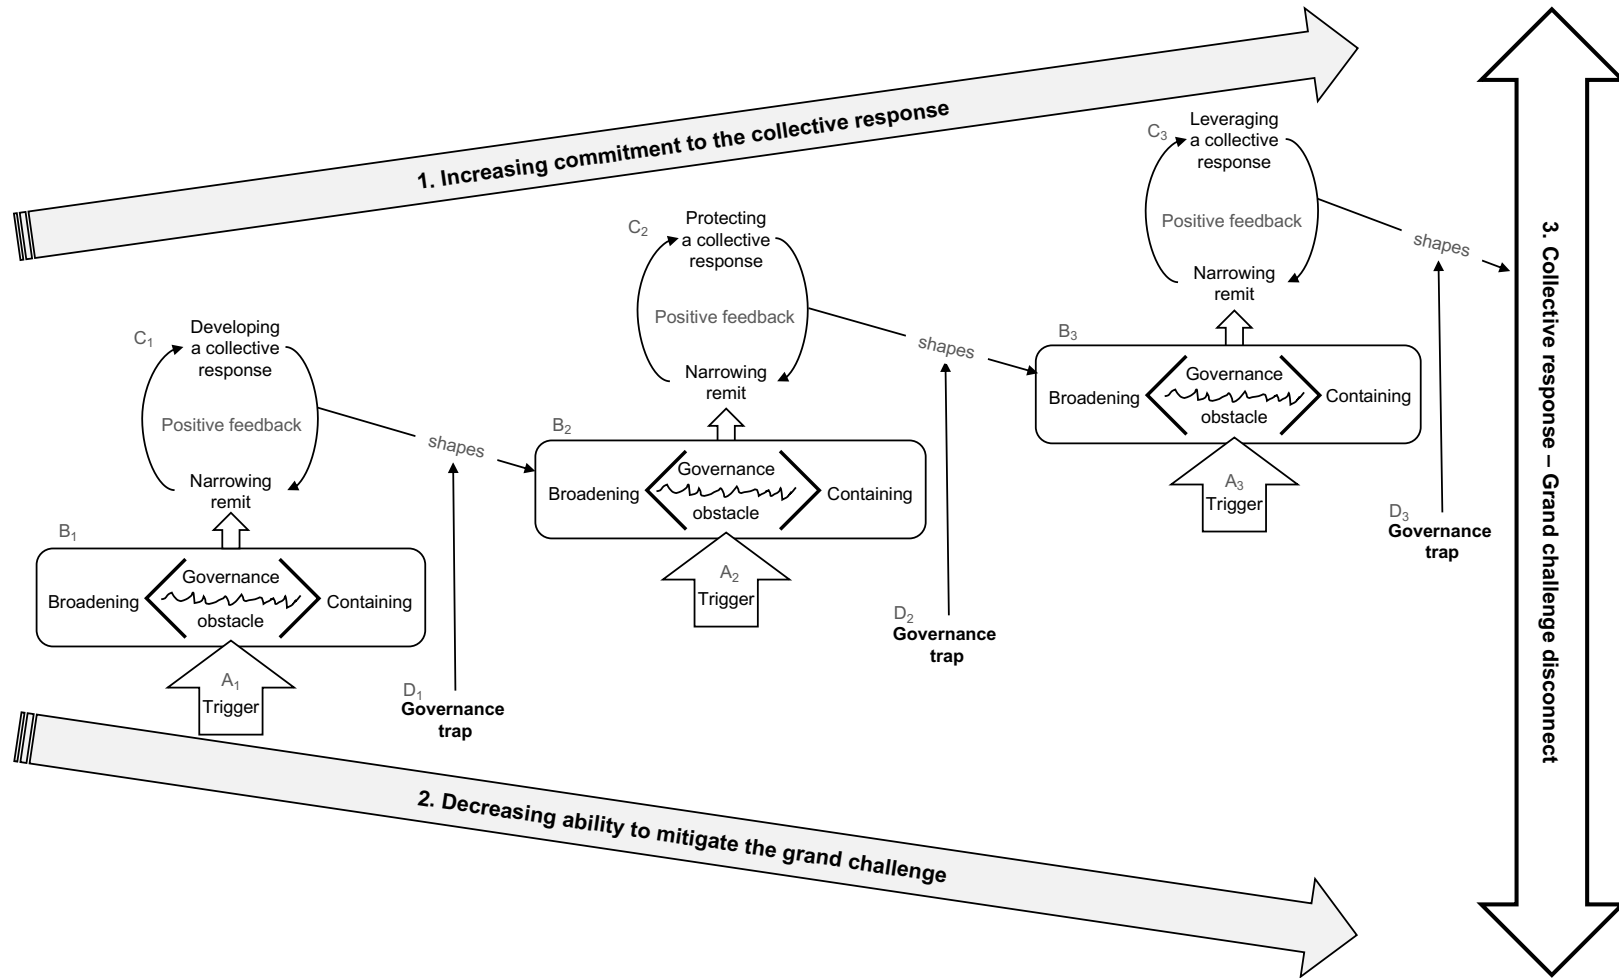 1. Increasing commitment to the collective response
C1
Developing
a collective
response
Positive feedback
Narrowing
remit
shapes
B1
Broadening
Governance
obstacle
Containing
A1
Trigger
D1
Governance
trap
C2
Protecting
a collective
response
Positive feedback
Narrowing
remit
shapes
B2
Broadening
Governance
obstacle
Containing
A2
Trigger
D2
Governance
trap
C3
Leveraging
a collective
response
Positive feedback
Narrowing
remit
shapes
B3
Broadening
Governance
obstacle
Containing
A3
Trigger
D3
Governance
trap
2. Decreasing ability to mitigate the grand challenge
3. Collective response – Grand challenge disconnect